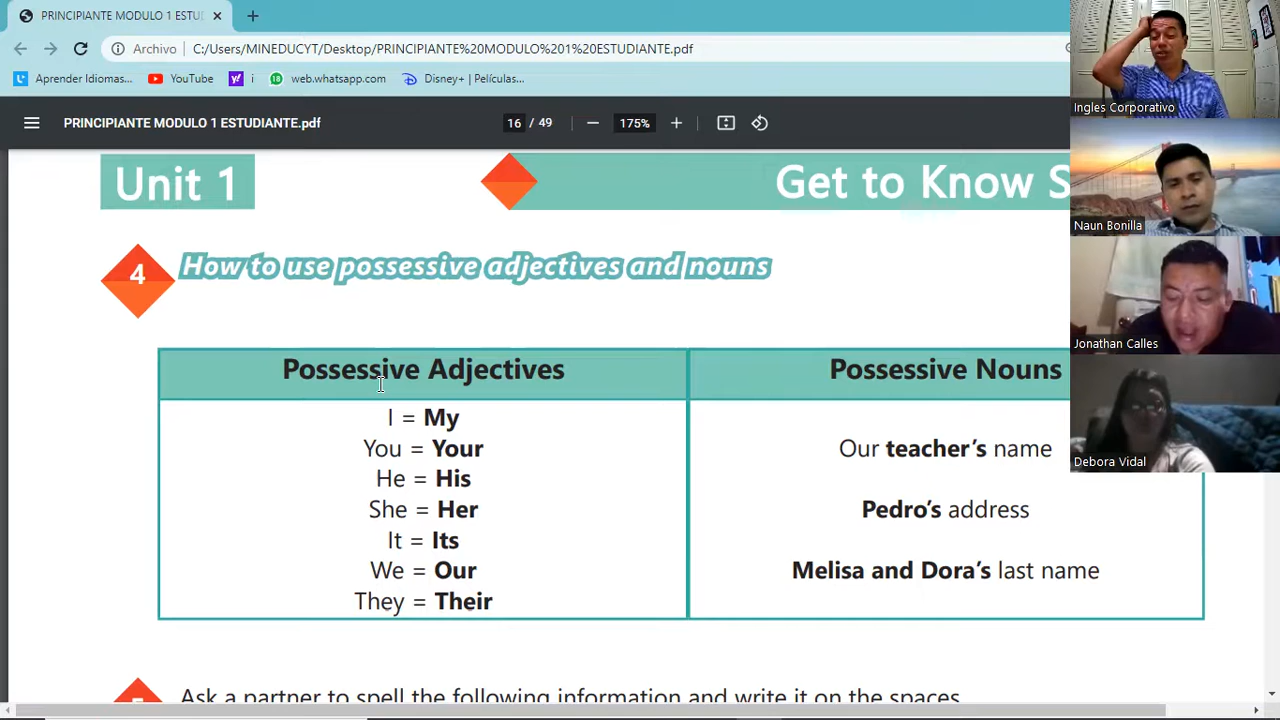 PRINCIPIANTE MODULO 1 ESTU
Archivo
C:/Users/MINEDUCYT/Desktop/PRINCIPIANTE%20MODULO%201%20ESTUDIANTE.pdf
Aprender Idiomas...
YouTube
i
web.whatsapp.com
Disney+ | Películas,...
PRINCIPIANTE MODULO 1 ESTUDIANTE.pdf
16 / 49
175%
Ingles Corporativo
Naun Bonilla
Jonathan Calles
Debora Vidal
Unit 1
Get to Know S
4
How to use possessive adjectives and nouns
Possessive Adjectives
Possessive Nouns
I = My
You = Your
He = His
She = Her
It = Its
We = Our
They = Their
Our teacher's name
Pedro's address
Melisa and Dora's last name
Ask a partner to spell the following information and write it on the spaces.